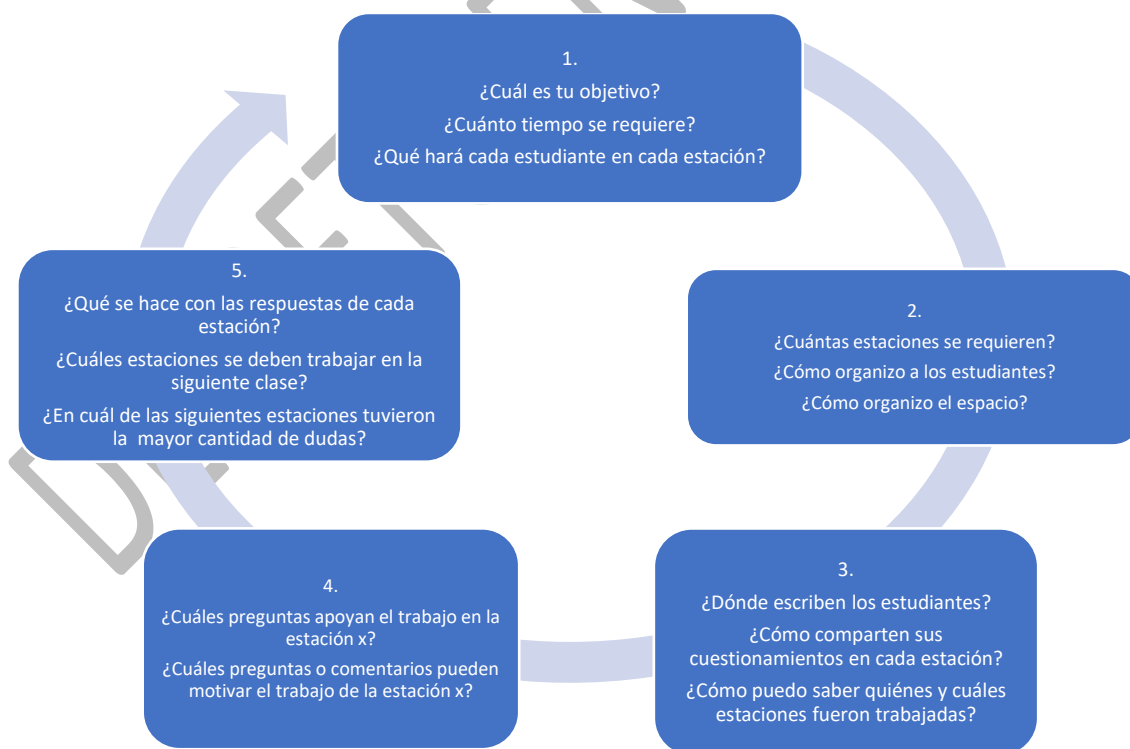 1.
¿Cuál es tu objetivo?
¿Cuánto tiempo se requiere?
¿Qué hará cada estudiante en cada estación?
2.
¿Cuántas estaciones se requieren?
¿Cómo organizo a los estudiantes?
¿Cómo organizo el espacio?
3.
¿Dónde escriben los estudiantes?
¿Cómo comparten sus
cuestionamientos en cada estación?
¿Cómo puedo saber quiénes y cuáles
estaciones fueron trabajadas?
4.
¿Cuáles preguntas apoyan el trabajo en la
estación x?
¿Cuáles preguntas o comentarios pueden
motivar el trabajo de la estación x?
5.
¿Qué se hace con las respuestas de cada
estación?
¿Cuáles estaciones se deben trabajar en la
siguiente clase?
¿En cuál de las siguientes estaciones tuvieron
la mayor cantidad de dudas?